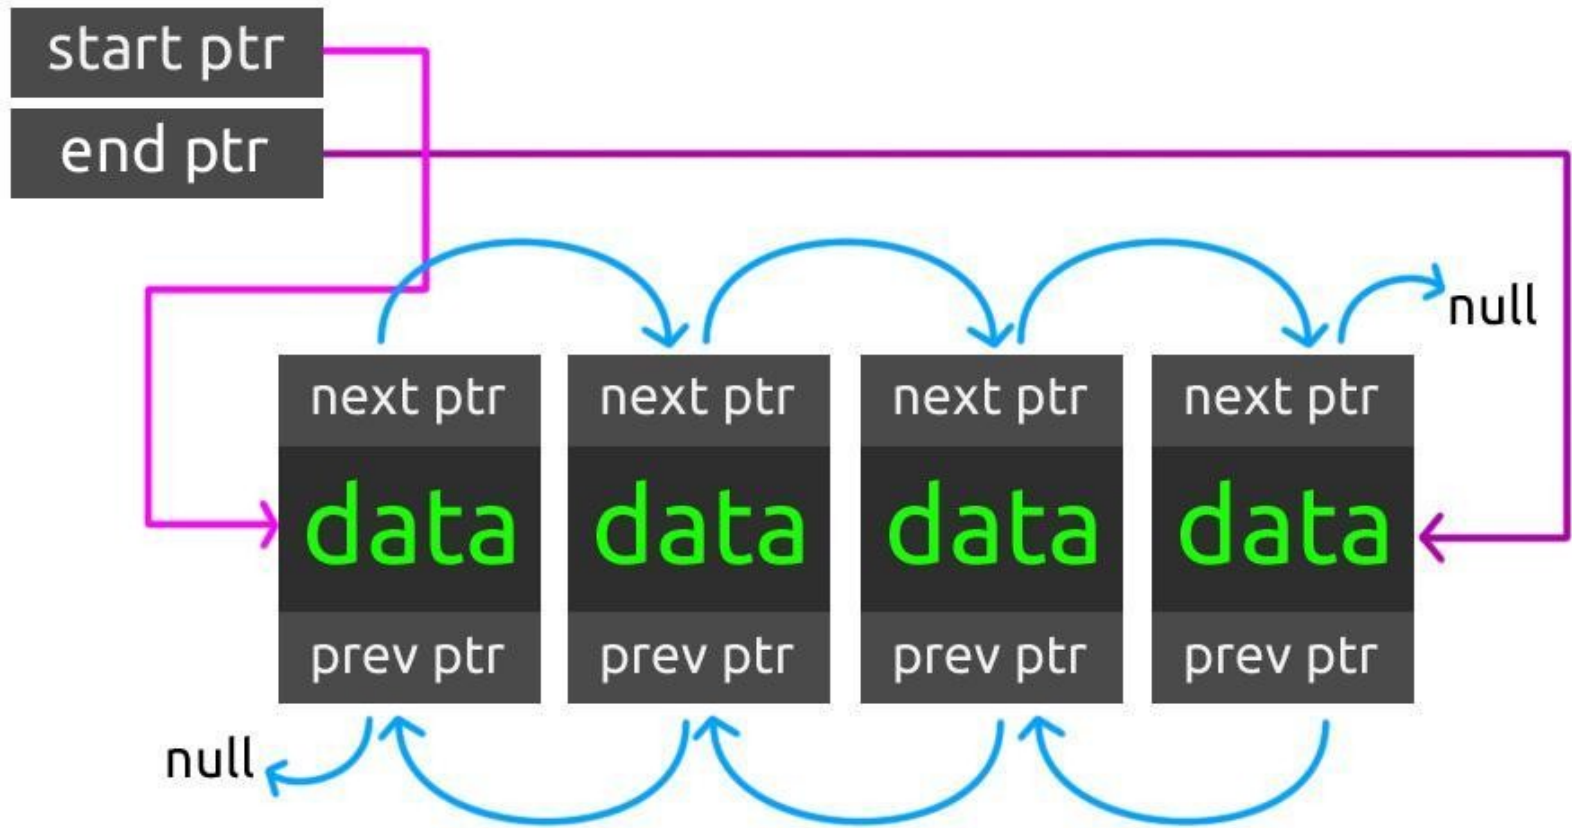 start ptr
end ptr
null
next ptr next ptr next ptr next ptr
data data data data
prev ptr prev ptr prev ptr prev ptr
null